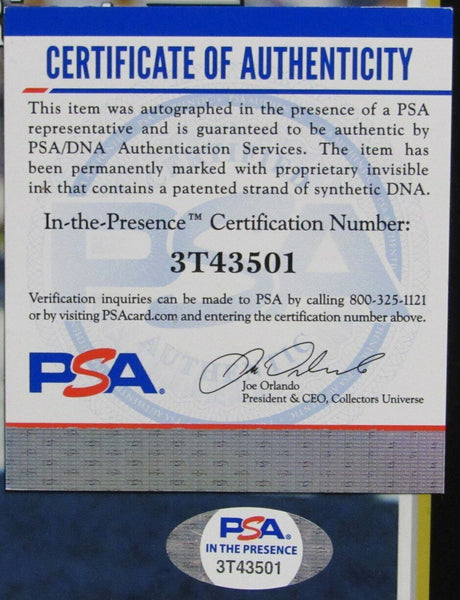 CERTIFICATE OF AUTHENTICITY
This item was autographed in the presence of a PSA
representative and is guaranteed to be authentic by
PSA/DNA Authentication Services. The item has
been permanently marked with proprietary invisible
ink that contains a patented strand of synthetic DNA.
In-the-Presence™ Certification Number:
3T43501
Verification inquiries can be made to PSA by calling 800-325-1121
or by visiting PSAcard.com and entering the certification number above.
PSA®
Joe Orlando
President & CEO, Collectors Universe
PSA®
IN THE PRESENCE
3T43501